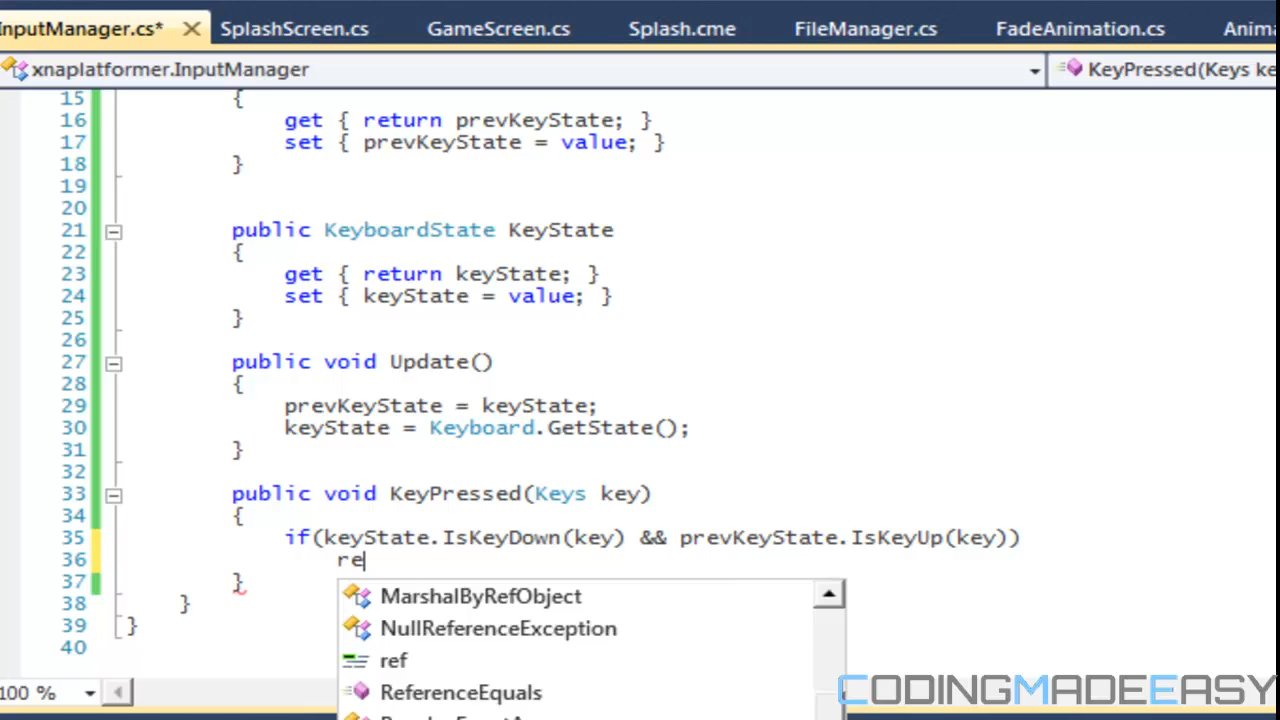 InputManager.cs* SplashScreen.cs GameScreen.cs Splash.cme FileManager.cs FadeAnimation.cs Anima
xnaplatformer.InputManager KeyPressed(Keys ke
15 {
16 get { return prevKeyState; }
17 set { prevKeyState = value; }
18 }
19
20
21 public KeyboardState KeyState
22 {
23 get { return keyState; }
24 set { keyState = value; }
25 }
26
27 public void Update()
28 {
29 prevKeyState = keyState;
30 keyState = Keyboard.GetState();
31 }
32
33 public void KeyPressed(Keys key)
34 {
35 if(keyState.IsKeyDown(key) && prevKeyState.IsKeyUp(key))
36 re
37 }
38 }
39 }
40
MarshalByRefObject
NullReferenceException
ref
ReferenceEquals
100 %
CODINGMADEEASY